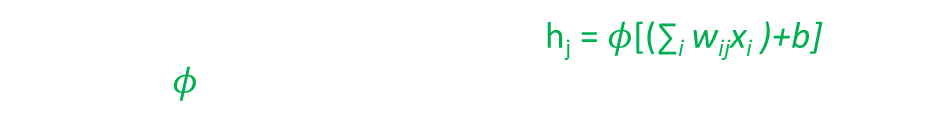 hⱼ = ϕ[(∑ᵢ wᵢⱼxᵢ )+b]
ϕ